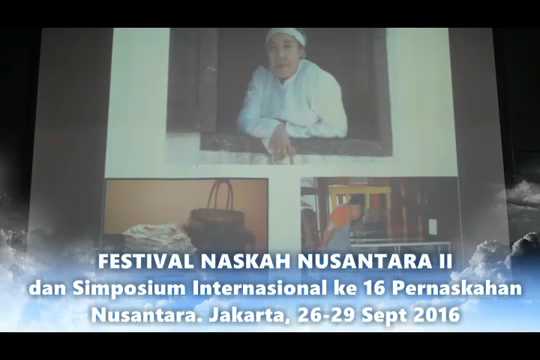 FESTIVAL NASKAH NUSANTARA II
dan Simposium Internasional ke 16 Pernaskahan
Nusantara. Jakarta, 26-29 Sept 2016